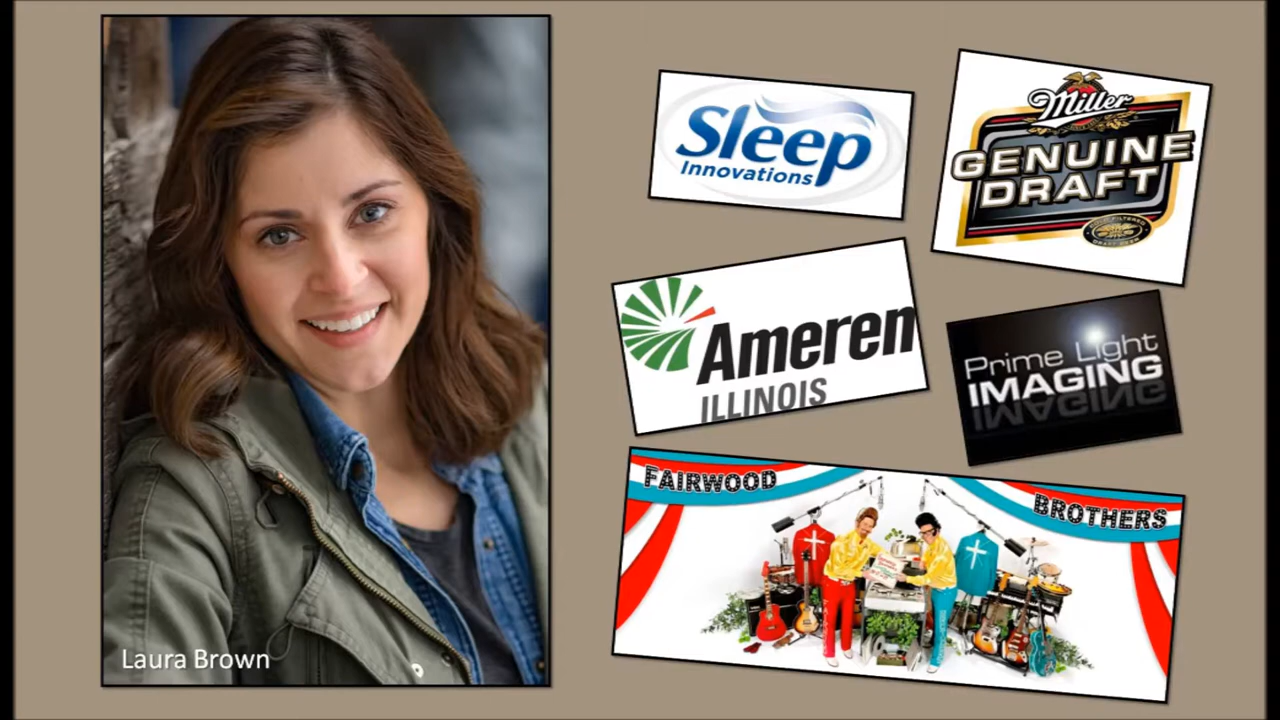 Laura Brown
Sleep
Innovations
Miller
GENUINE
DRAFT
Ameren
ILLINOIS
Prime Light
IMAGING
FAIRWOOD
BROTHERS